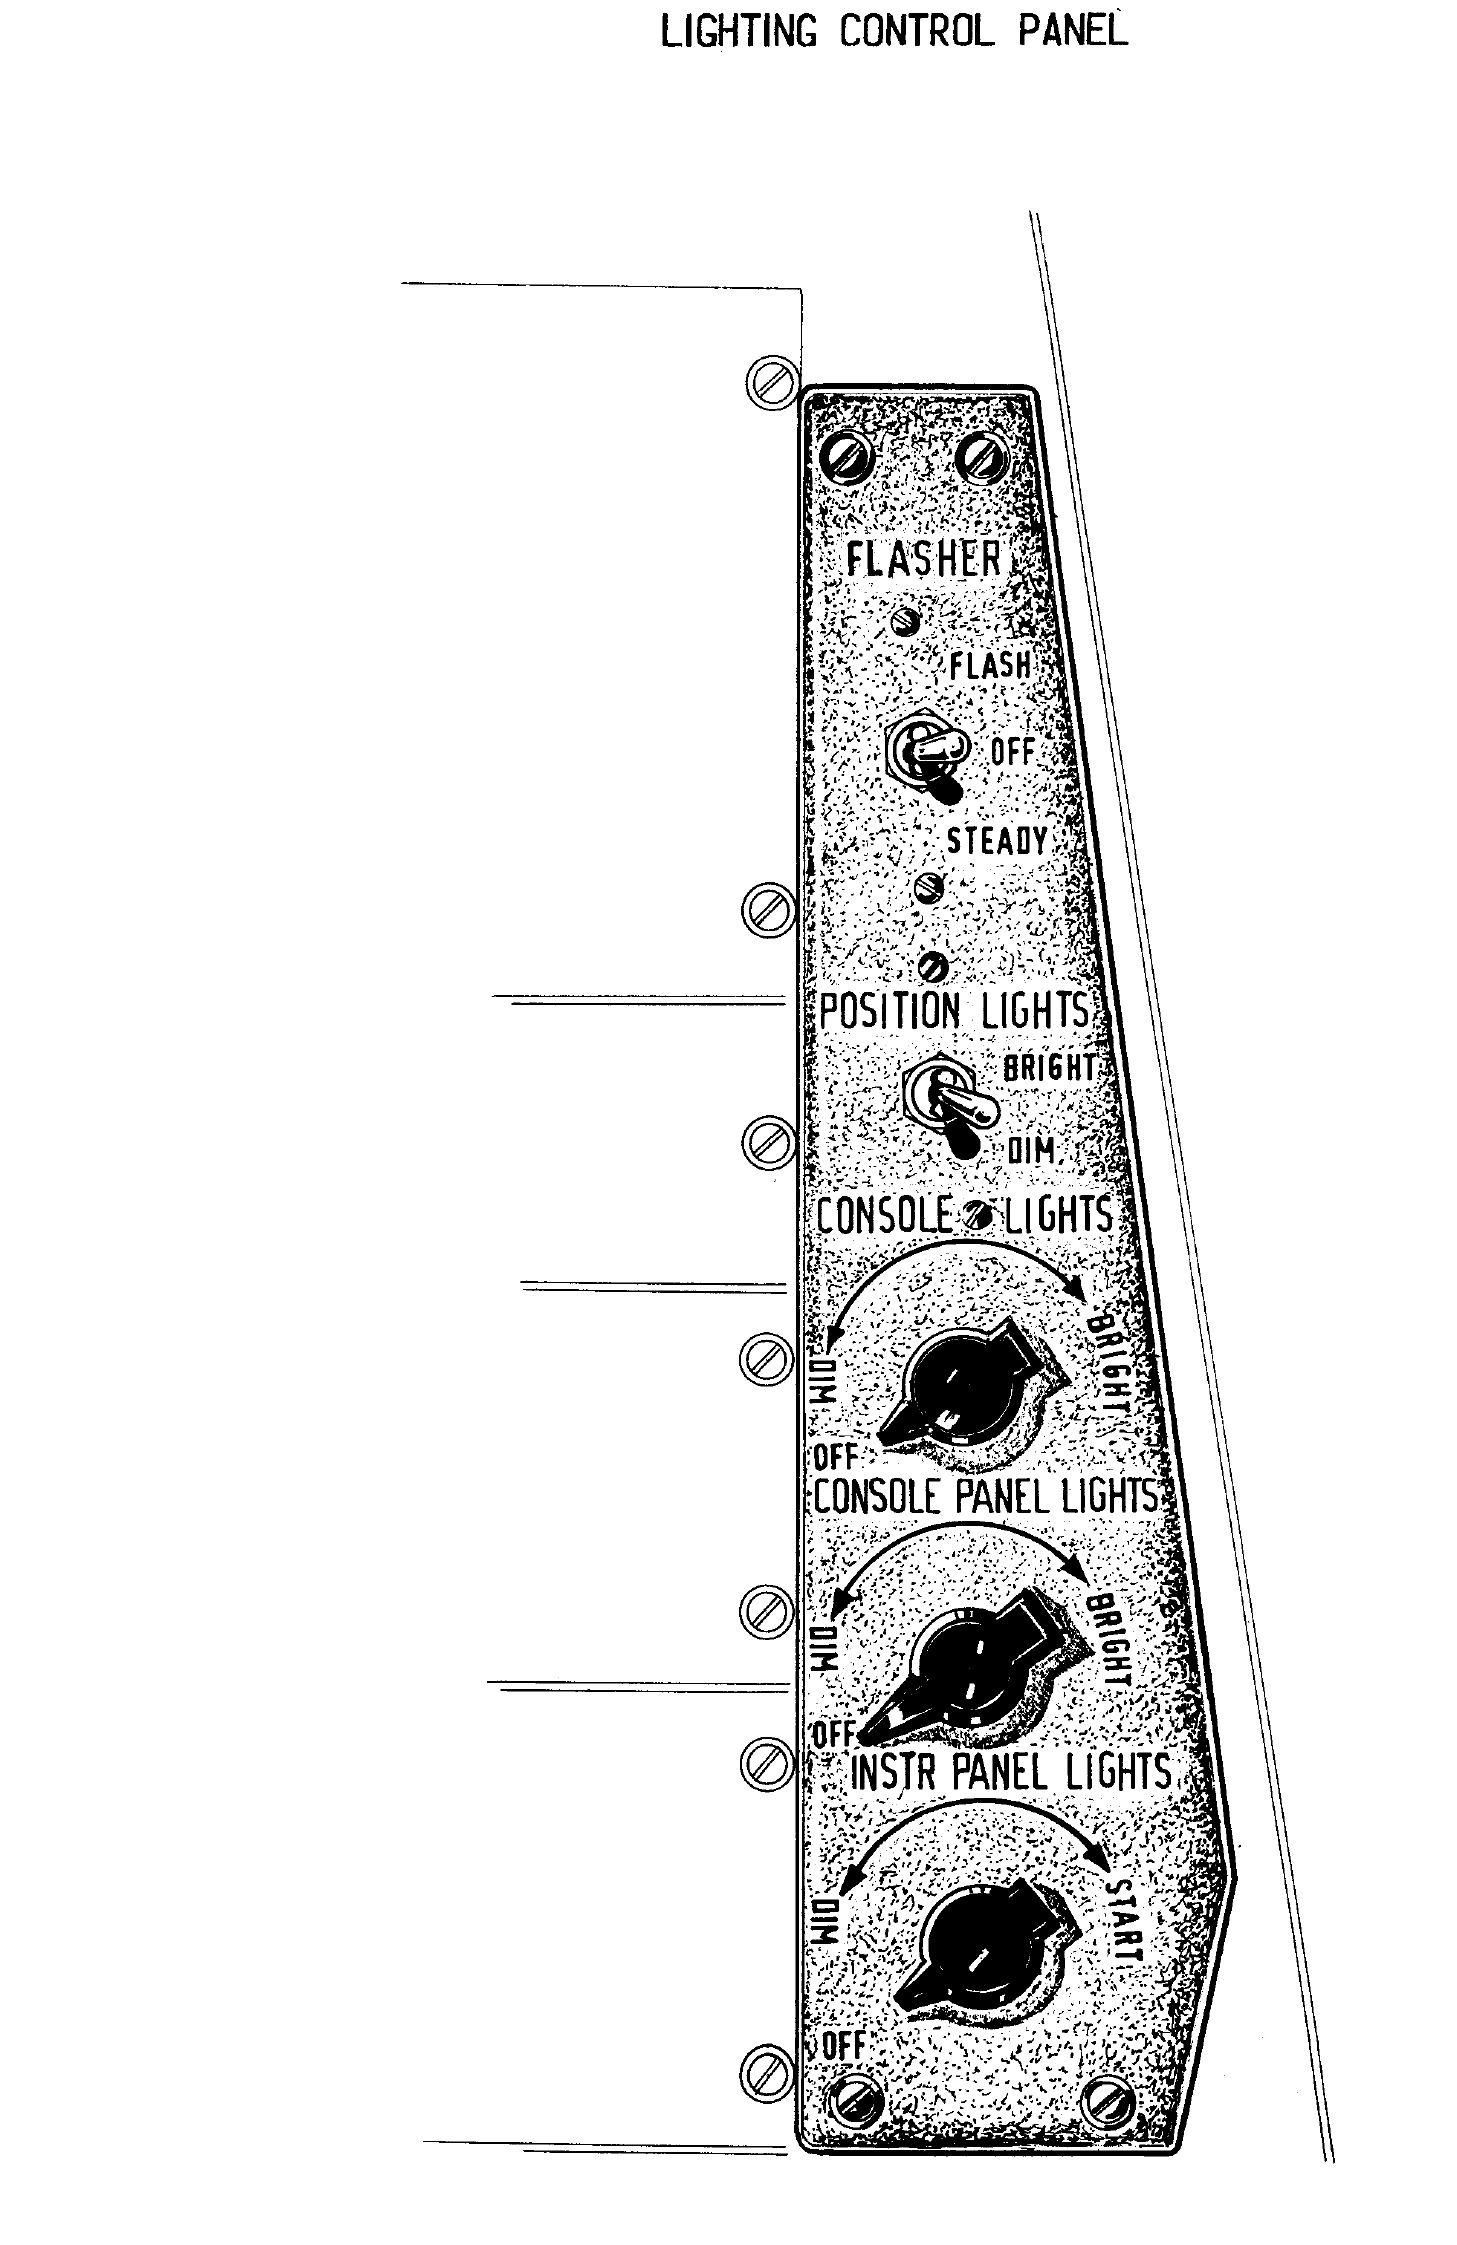 LIGHTING CONTROL PANEL
FLASHER
FLASH
OFF
STEADY
POSITION LIGHTS
BRIGHT
DIM
CONSOLE LIGHTS
DIM
BRIGHT
OFF
CONSOLE PANEL LIGHTS
DIM
BRIGHT
OFF
INSTR PANEL LIGHTS
DIM
START
OFF